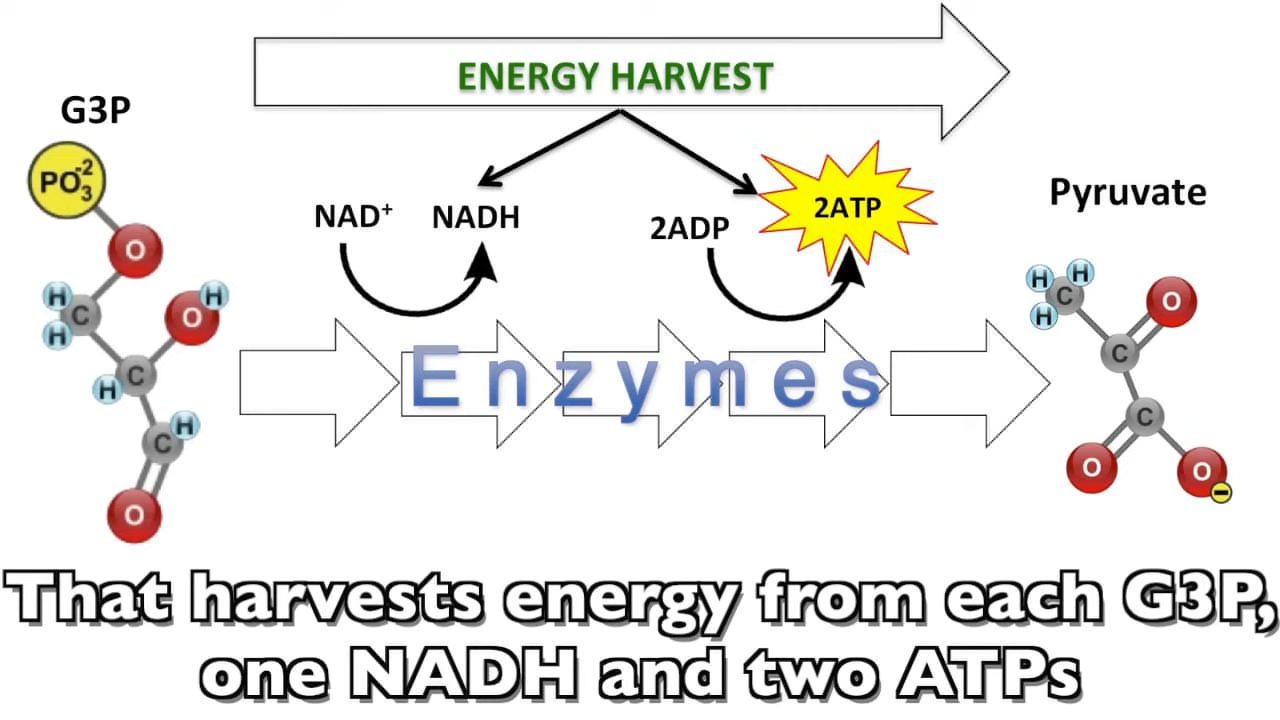 ENERGY HARVEST
G3P
PO₃⁻²
O
H
C
H
O
H
C
H
C
H
O
NAD⁺ NADH
2ADP
2ATP
Enzymes
Pyruvate
H
H
C
H
O
C
C
O
O
−
That harvests energy from each G3P,
one NADH and two ATPs